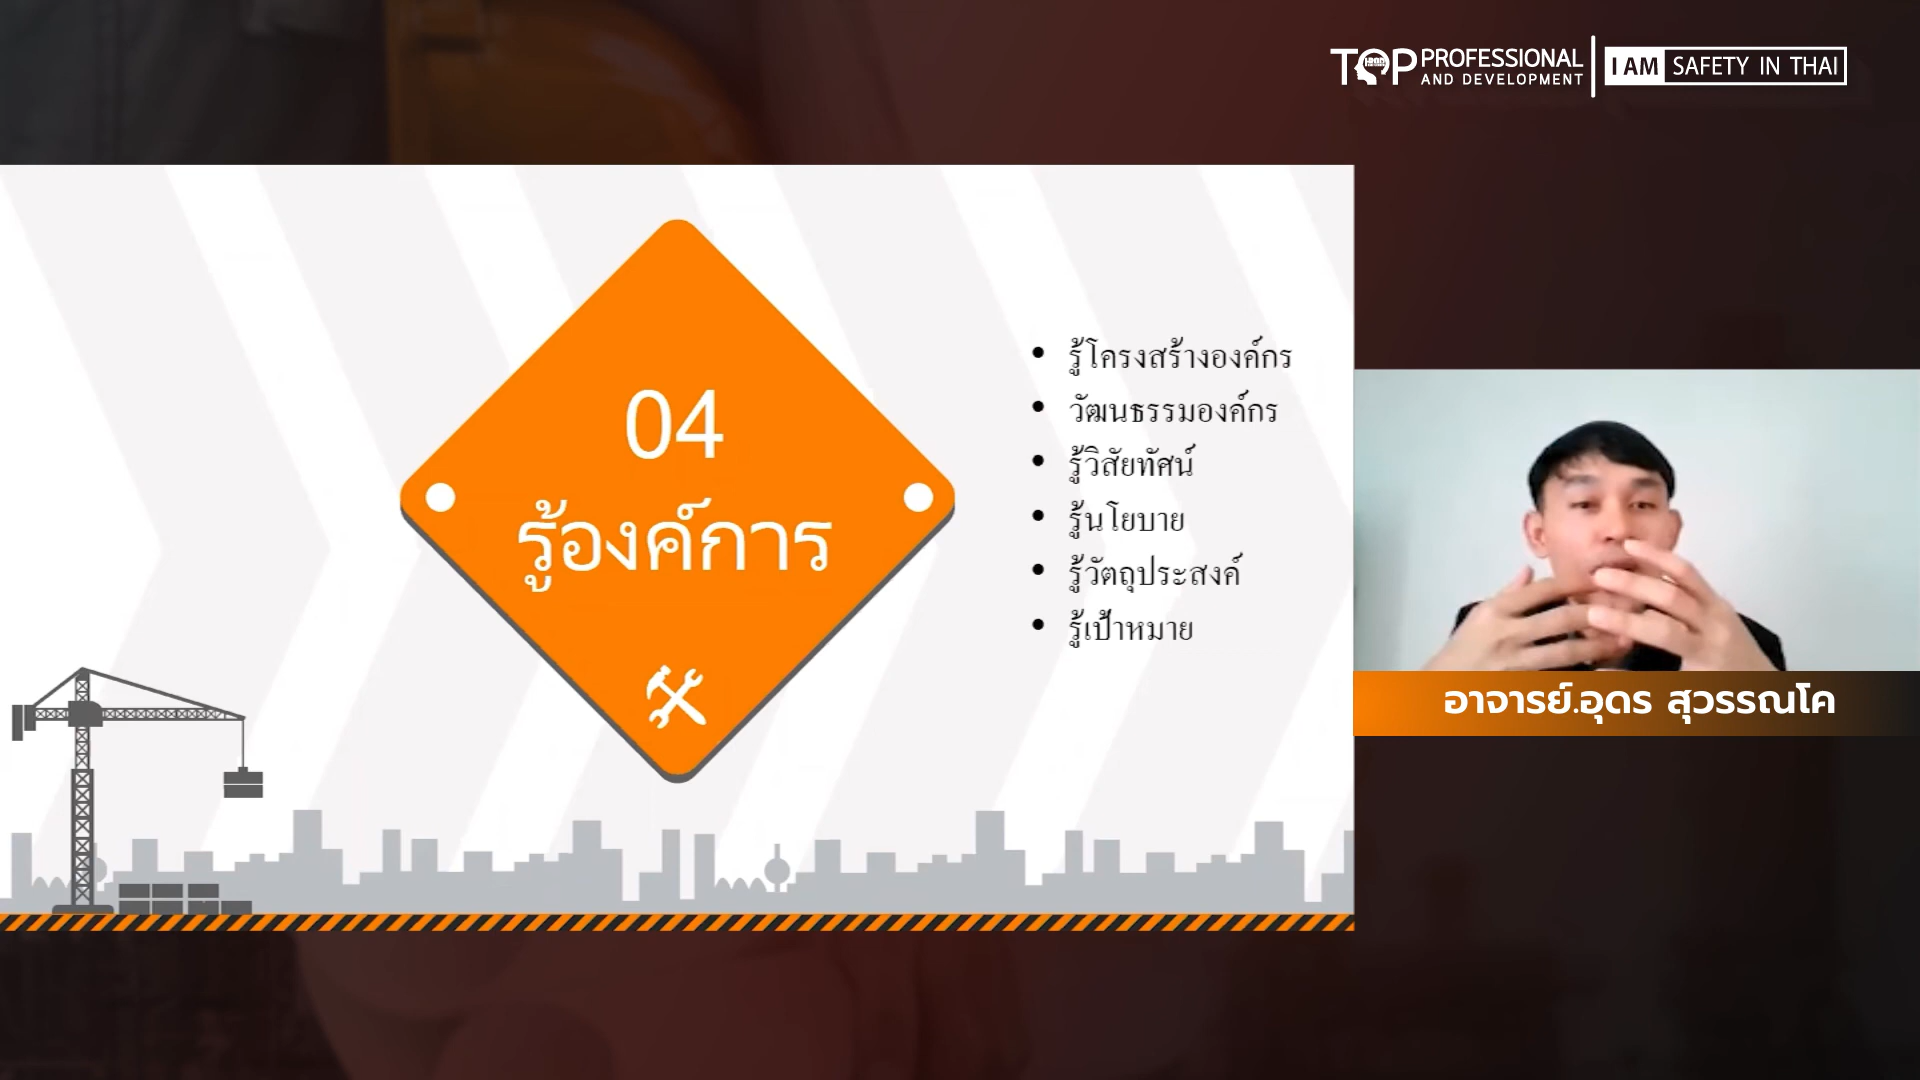 TOP PROFESSIONAL
AND DEVELOPMENT
I AM SAFETY IN THAI
04
รู้องค์การ
• รู้โครงสร้างองค์กร
• วัฒนธรรมองค์กร
• รู้วิสัยทัศน์
• รู้นโยบาย
• รู้วัตถุประสงค์
• รู้เป้าหมาย
อาจารย์.อุดร สุวรรณโค